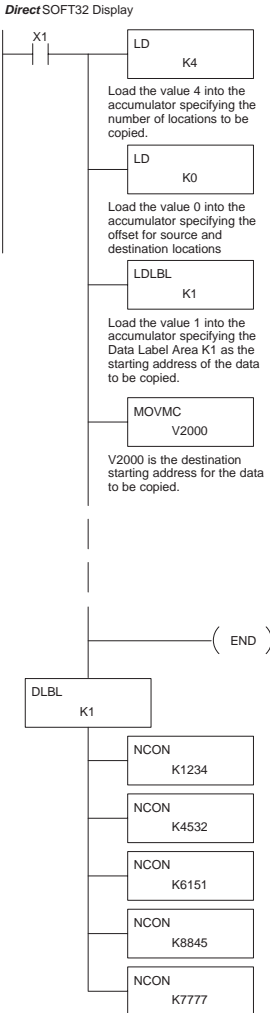 DirectSOFT32 Display
X1
LD
K4
Load the value 4 into the
accumulator specifying the
number of locations to be
copied.
LD
K0
Load the value 0 into the
accumulator specifying the
offset for source and
destination locations
LDLBL
K1
Load the value 1 into the
accumulator specifying the
Data Label Area K1 as the
starting address of the data
to be copied.
MOVMC
V2000
V2000 is the destination
starting address for the data
to be copied.
END
DLBL
K1
NCON
K1234
NCON
K4532
NCON
K6151
NCON
K8845
NCON
K7777